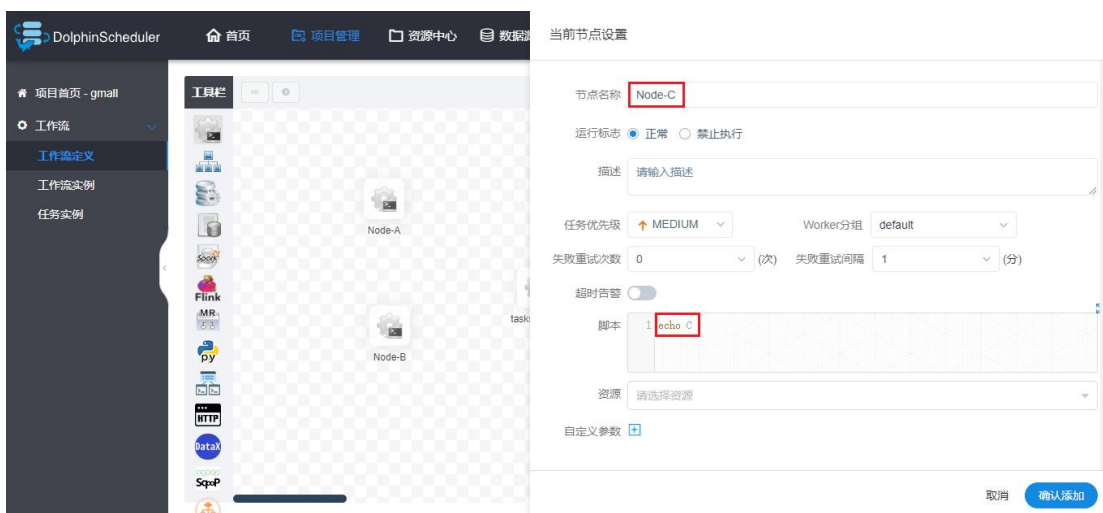 DolphinScheduler
首页
项目管理
资源中心
数据源
当前节点设置
项目首页 - gmall
工作流
工作流定义
工作流实例
任务实例
工具栏
Spark
Flink
MR
py
HTTP
DataX
Sqoop
Node-A
Node-B
task
节点名称 Node-C
运行标志 正常 禁止执行
描述 请输入描述
任务优先级 MEDIUM Worker分组 default
失败重试次数 0 (次) 失败重试间隔 1 (分)
超时告警
脚本 1 echo C
资源 请选择资源
自定义参数
取消 确认添加